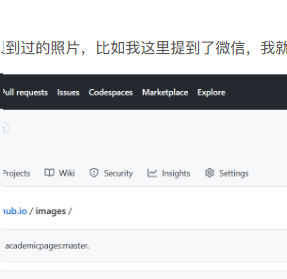 到过的照片，比如我这里提到了微信，我就
Pull requests Issues Codespaces Marketplace Explore
Projects Wiki Security Insights Settings
hub.io / images /
academicpages:master.